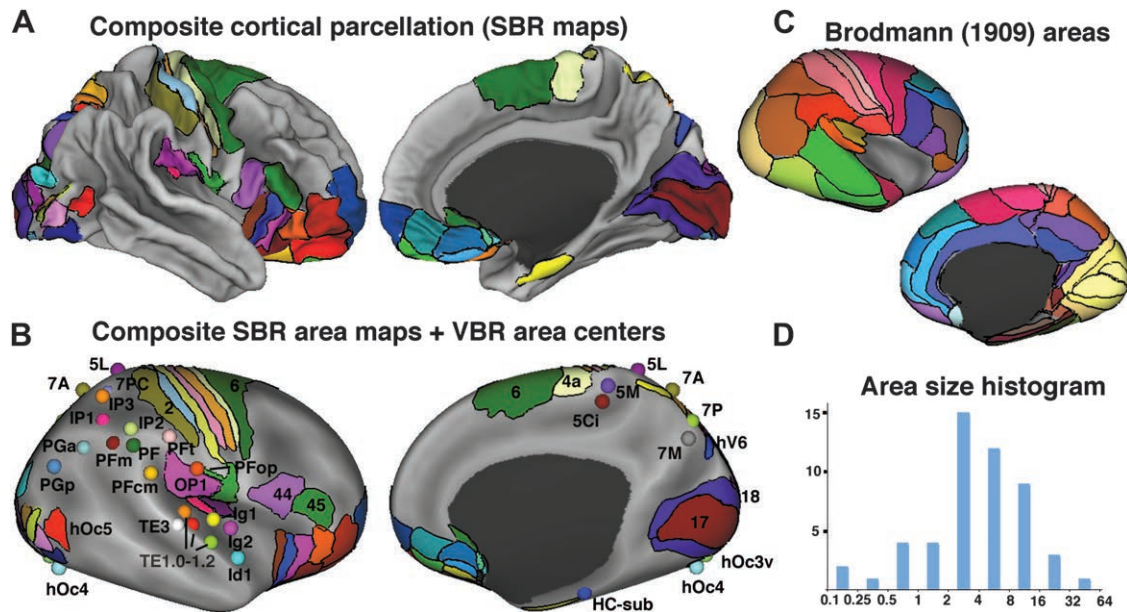 A
Composite cortical parcellation (SBR maps)
C
Brodmann (1909) areas
B
Composite SBR area maps + VBR area centers
5L
7A
7PC
IP3
IP1
IP2
PGa
PFm
PF
PFt
PGp
PFcm
PFop
OP1
2
6
44
45
hOc5
TE3
Ig1
Ig2
TE1.0-1.2
Id1
hOc4
6
4a
5L
5M
7A
5Ci
7P
7M
hV6
18
17
hOc3v
hOc4
HC-sub
D
Area size histogram
15
10
5
0.1 0.25 0.5 1 2 4 8 16 32 64